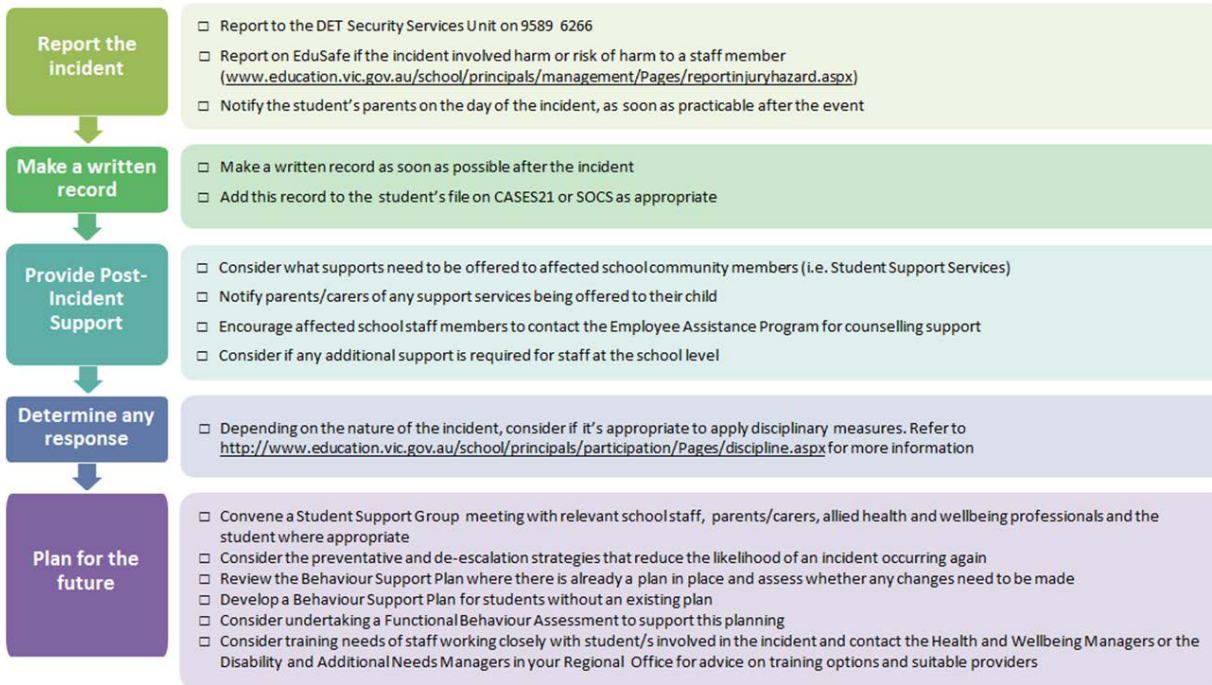 Report the
incident
☐ Report to the DET Security Services Unit on 9589 6266
☐ Report on EduSafe if the incident involved harm or risk of harm to a staff member
(www.education.vic.gov.au/school/principals/management/Pages/reportinjuryhazard.aspx)
☐ Notify the student's parents on the day of the incident, as soon as practicable after the event
Make a written
record
☐ Make a written record as soon as possible after the incident
☐ Add this record to the student's file on CASES21 or SOCS as appropriate
Provide Post-
Incident
Support
☐ Consider what supports need to be offered to affected school community members (i.e. Student Support Services)
☐ Notify parents/carers of any support services being offered to their child
☐ Encourage affected school staff members to contact the Employee Assistance Program for counselling support
☐ Consider if any additional support is required for staff at the school level
Determine any
response
☐ Depending on the nature of the incident, consider if it's appropriate to apply disciplinary measures. Refer to
http://www.education.vic.gov.au/school/principals/participation/Pages/discipline.aspx for more information
Plan for the
future
☐ Convene a Student Support Group meeting with relevant school staff, parents/carers, allied health and wellbeing professionals and the
student where appropriate
☐ Consider the preventative and de-escalation strategies that reduce the likelihood of an incident occurring again
☐ Review the Behaviour Support Plan where there is already a plan in place and assess whether any changes need to be made
☐ Develop a Behaviour Support Plan for students without an existing plan
☐ Consider undertaking a Functional Behaviour Assessment to support this planning
☐ Consider training needs of staff working closely with student/s involved in the incident and contact the Health and Wellbeing Managers or the
Disability and Additional Needs Managers in your Regional Office for advice on training options and suitable providers